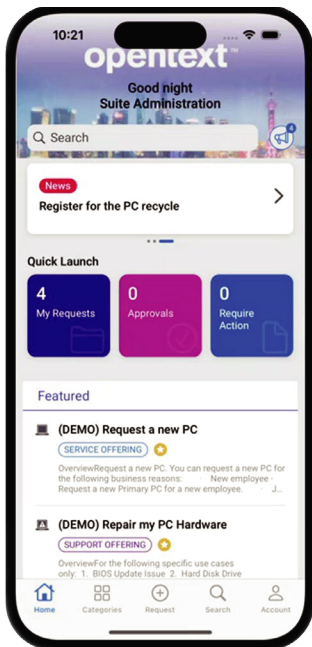 10:21
opentext™
Good night
Suite Administration
Search
4
News
Register for the PC recycle
Quick Launch
4
My Requests
0
Approvals
0
Require
Action
Featured
(DEMO) Request a new PC
SERVICE OFFERING
OverviewRequest a new PC. You can request a new PC for
the following business reasons: · New employee ·
Request a new Primary PC for a new employee. · J...
(DEMO) Repair my PC Hardware
SUPPORT OFFERING
OverviewFor the following specific use cases
only: 1. BIOS Update Issue 2. Hard Disk Drive
Home
Categories
Request
Search
Account